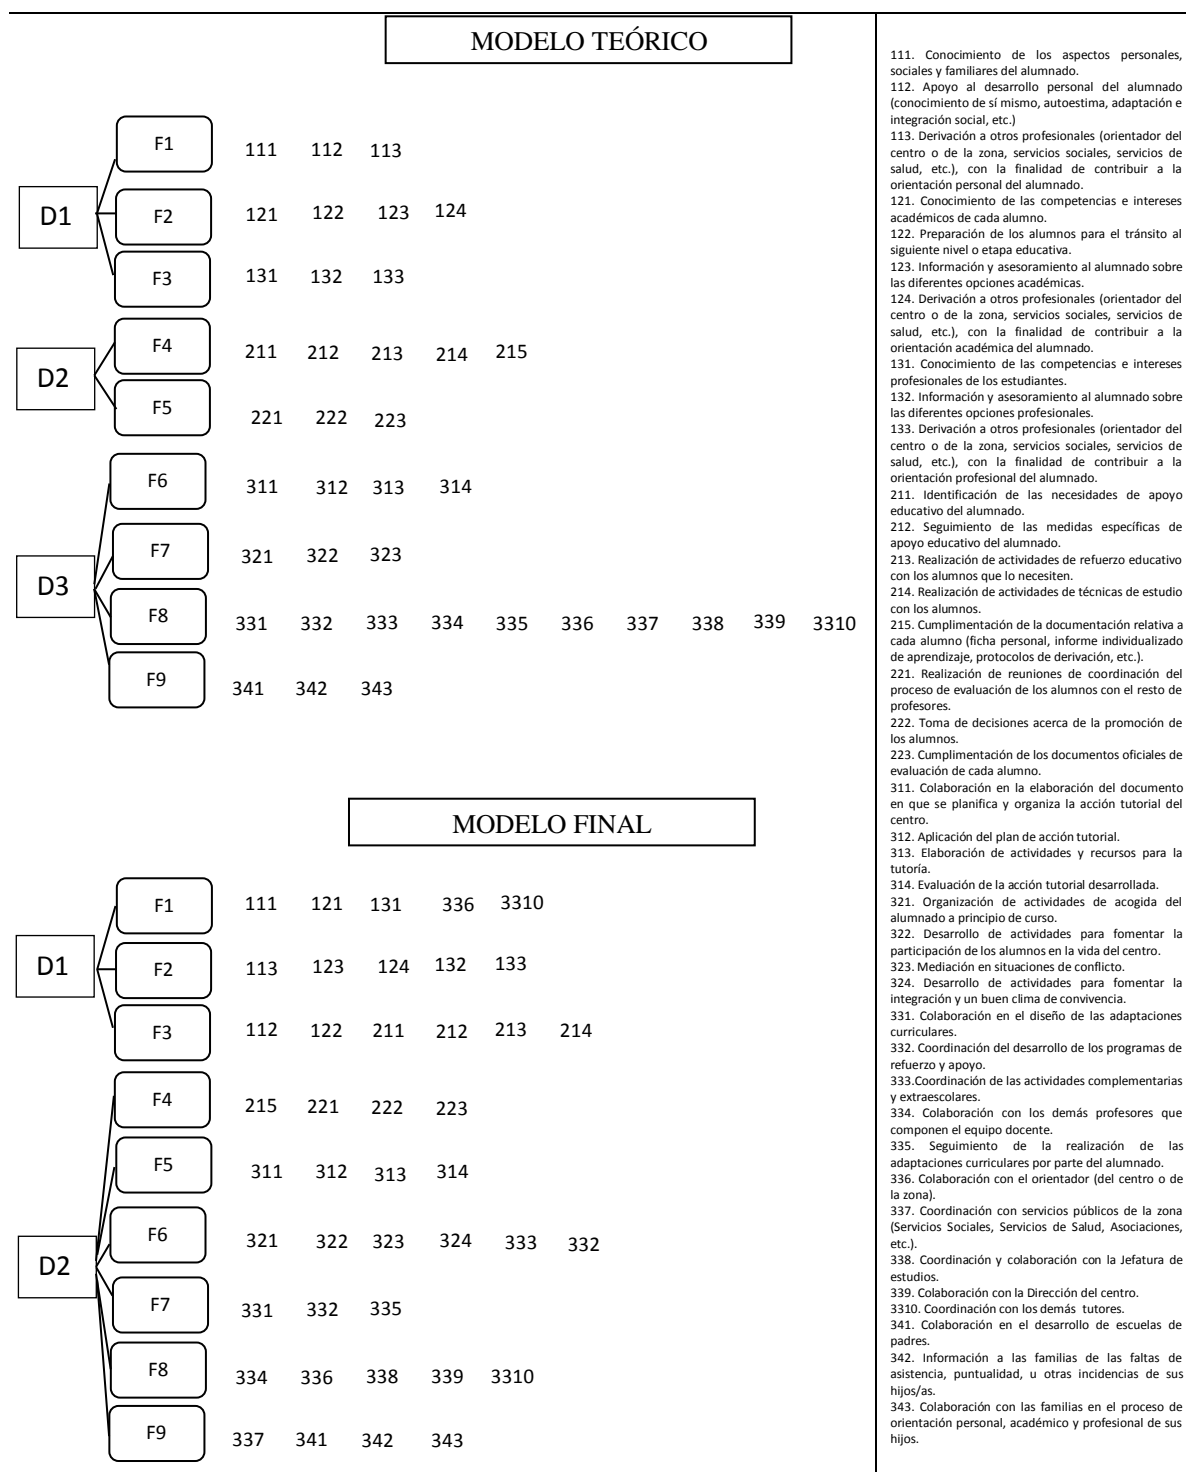 MODELO TEÓRICO
D1
F1 111 112 113
F2 121 122 123 124
F3 131 132 133
D2
F4 211 212 213 214 215
F5 221 222 223
D3
F6 311 312 313 314
F7 321 322 323
F8 331 332 333 334 335 336 337 338 339 3310
F9 341 342 343
MODELO FINAL
D1
F1 111 121 131 336 3310
F2 113 123 124 132 133
F3 112 122 211 212 213 214
D2
F4 215 221 222 223
F5 311 312 313 314
F6 321 322 323 324 333 332
F7 331 332 335
F8 334 336 338 339 3310
F9 337 341 342 343
111. Conocimiento de los aspectos personales,
sociales y familiares del alumnado.
112. Apoyo al desarrollo personal del alumnado
(conocimiento de sí mismo, autoestima, adaptación e
integración social, etc.)
113. Derivación a otros profesionales (orientador del
centro o de la zona, servicios sociales, servicios de
salud, etc.), con la finalidad de contribuir a la
orientación personal del alumnado.
121. Conocimiento de las competencias e intereses
académicos de cada alumno.
122. Preparación de los alumnos para el tránsito al
siguiente nivel o etapa educativa.
123. Información y asesoramiento al alumnado sobre
las diferentes opciones académicas.
124. Derivación a otros profesionales (orientador del
centro o de la zona, servicios sociales, servicios de
salud, etc.), con la finalidad de contribuir a la
orientación académica del alumnado.
131. Conocimiento de las competencias e intereses
profesionales de los estudiantes.
132. Información y asesoramiento al alumnado sobre
las diferentes opciones profesionales.
133. Derivación a otros profesionales (orientador del
centro o de la zona, servicios sociales, servicios de
salud, etc.), con la finalidad de contribuir a la
orientación profesional del alumnado.
211. Identificación de las necesidades de apoyo
educativo del alumnado.
212. Seguimiento de las medidas específicas de
apoyo educativo del alumnado.
213. Realización de actividades de refuerzo educativo
con los alumnos que lo necesiten.
214. Realización de actividades de técnicas de estudio
con los alumnos.
215. Cumplimentación de la documentación relativa a
cada alumno (ficha personal, informe individualizado
de aprendizaje, protocolos de derivación, etc.).
221. Realización de reuniones de coordinación del
proceso de evaluación de los alumnos con el resto de
profesores.
222. Toma de decisiones acerca de la promoción de
los alumnos.
223. Cumplimentación de los documentos oficiales de
evaluación de cada alumno.
311. Colaboración en la elaboración del documento
en que se planifica y organiza la acción tutorial del
centro.
312. Aplicación del plan de acción tutorial.
313. Elaboración de actividades y recursos para la
tutoría.
314. Evaluación de la acción tutorial desarrollada.
321. Organización de actividades de acogida del
alumnado a principio de curso.
322. Desarrollo de actividades para fomentar la
participación de los alumnos en la vida del centro.
323. Mediación en situaciones de conflicto.
324. Desarrollo de actividades para fomentar la
integración y un buen clima de convivencia.
331. Colaboración en el diseño de las adaptaciones
curriculares.
332. Coordinación del desarrollo de los programas de
refuerzo y apoyo.
333.Coordinación de las actividades complementarias
y extraescolares.
334. Colaboración con los demás profesores que
componen el equipo docente.
335. Seguimiento de la realización de las
adaptaciones curriculares por parte del alumnado.
336. Colaboración con el orientador (del centro o de
la zona).
337. Coordinación con servicios públicos de la zona
(Servicios Sociales, Servicios de Salud, Asociaciones,
etc.).
338. Coordinación y colaboración con la Jefatura de
estudios.
339. Colaboración con la Dirección del centro.
3310. Coordinación con los demás tutores.
341. Colaboración en el desarrollo de escuelas de
padres.
342. Información a las familias de las faltas de
asistencia, puntualidad, u otras incidencias de sus
hijos/as.
343. Colaboración con las familias en el proceso de
orientación personal, académico y profesional de sus
hijos.